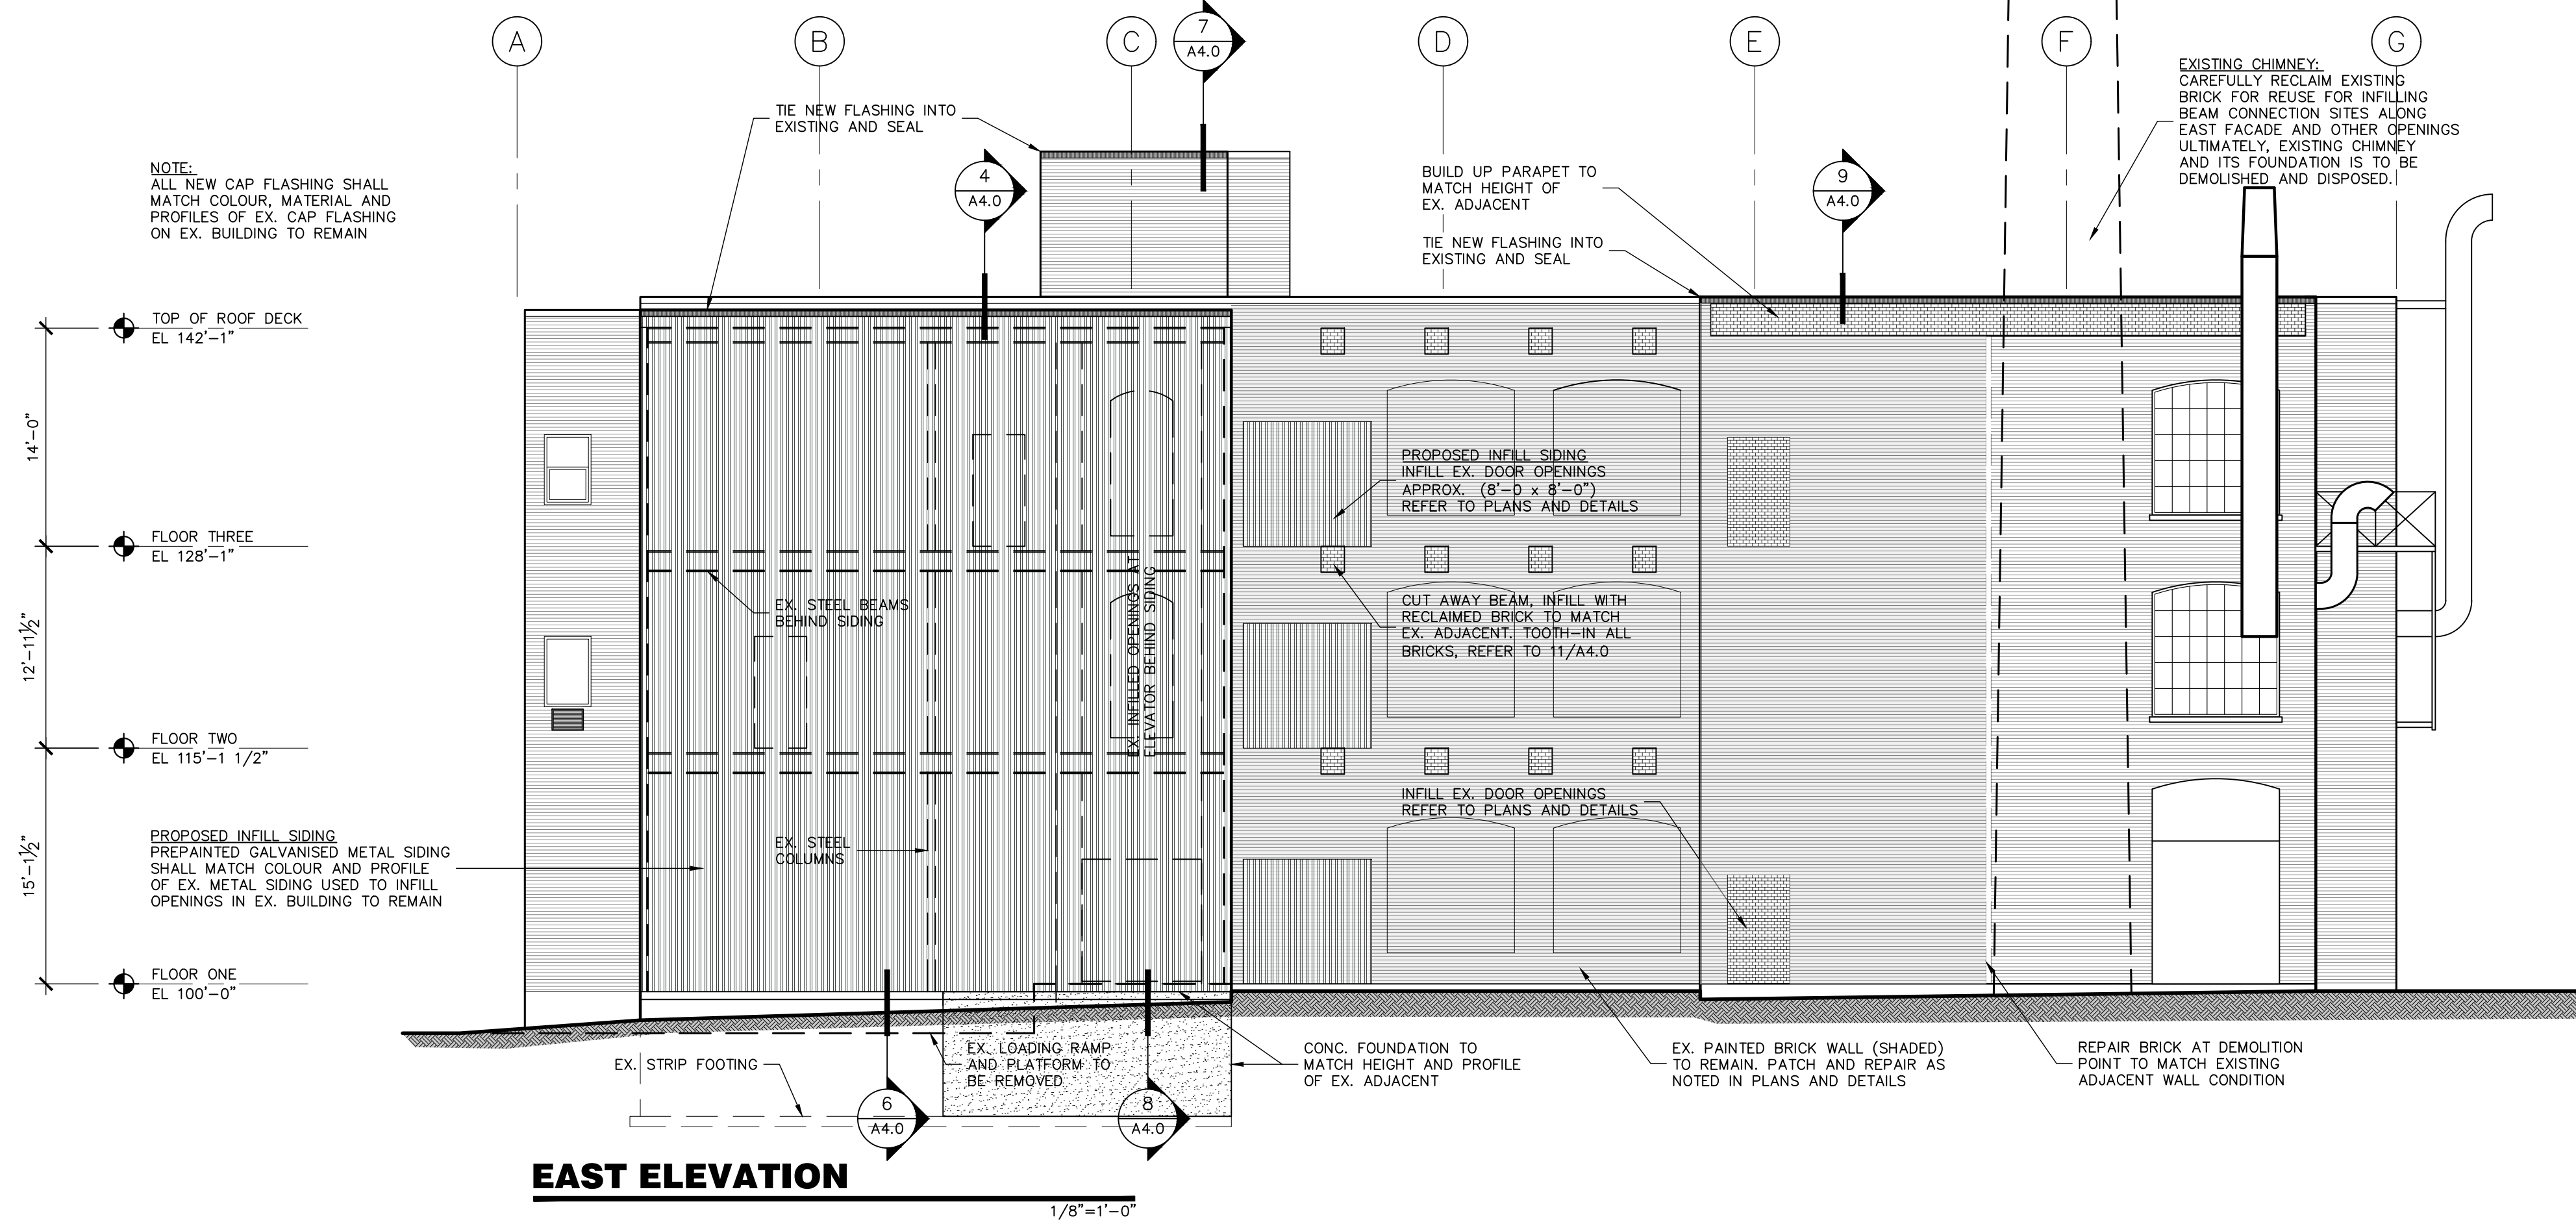 A
B
C
7
A4.0
D
E
F
G
TIE NEW FLASHING INTO
EXISTING AND SEAL
EXISTING CHIMNEY:
CAREFULLY RECLAIM EXISTING
BRICK FOR REUSE FOR INFILLING
BEAM CONNECTION SITES ALONG
EAST FACADE AND OTHER OPENINGS
ULTIMATELY, EXISTING CHIMNEY
AND ITS FOUNDATION IS TO BE
DEMOLISHED AND DISPOSED.
NOTE:
ALL NEW CAP FLASHING SHALL
MATCH COLOUR, MATERIAL AND
PROFILES OF EX. CAP FLASHING
ON EX. BUILDING TO REMAIN
4
A4.0
BUILD UP PARAPET TO
MATCH HEIGHT OF
EX. ADJACENT
9
A4.0
TIE NEW FLASHING INTO
EXISTING AND SEAL
TOP OF ROOF DECK
EL 142'-1"
14'-0"
PROPOSED INFILL SIDING
INFILL EX. DOOR OPENINGS
APPROX. (8'-0 x 8'-0")
REFER TO PLANS AND DETAILS
FLOOR THREE
EL 128'-1"
EX. STEEL BEAMS
BEHIND SIDING
EX. INFILLED OPENINGS AT
ELEVATOR BEHIND SIDING
CUT AWAY BEAM, INFILL WITH
RECLAIMED BRICK TO MATCH
EX. ADJACENT. TOOTH-IN ALL
BRICKS, REFER TO 11/A4.0
12'-11½"
FLOOR TWO
EL 115'-1 1/2"
INFILL EX. DOOR OPENINGS
REFER TO PLANS AND DETAILS
PROPOSED INFILL SIDING
PREPAINTED GALVANISED METAL SIDING
SHALL MATCH COLOUR AND PROFILE
OF EX. METAL SIDING USED TO INFILL
OPENINGS IN EX. BUILDING TO REMAIN
EX. STEEL
COLUMNS
15'-1½"
FLOOR ONE
EL 100'-0"
EX. STRIP FOOTING
EX. LOADING RAMP
AND PLATFORM TO
BE REMOVED
CONC. FOUNDATION TO
MATCH HEIGHT AND PROFILE
OF EX. ADJACENT
EX. PAINTED BRICK WALL (SHADED)
TO REMAIN. PATCH AND REPAIR AS
NOTED IN PLANS AND DETAILS
REPAIR BRICK AT DEMOLITION
POINT TO MATCH EXISTING
ADJACENT WALL CONDITION
6
A4.0
8
A4.0
EAST ELEVATION
1/8"=1'-0"